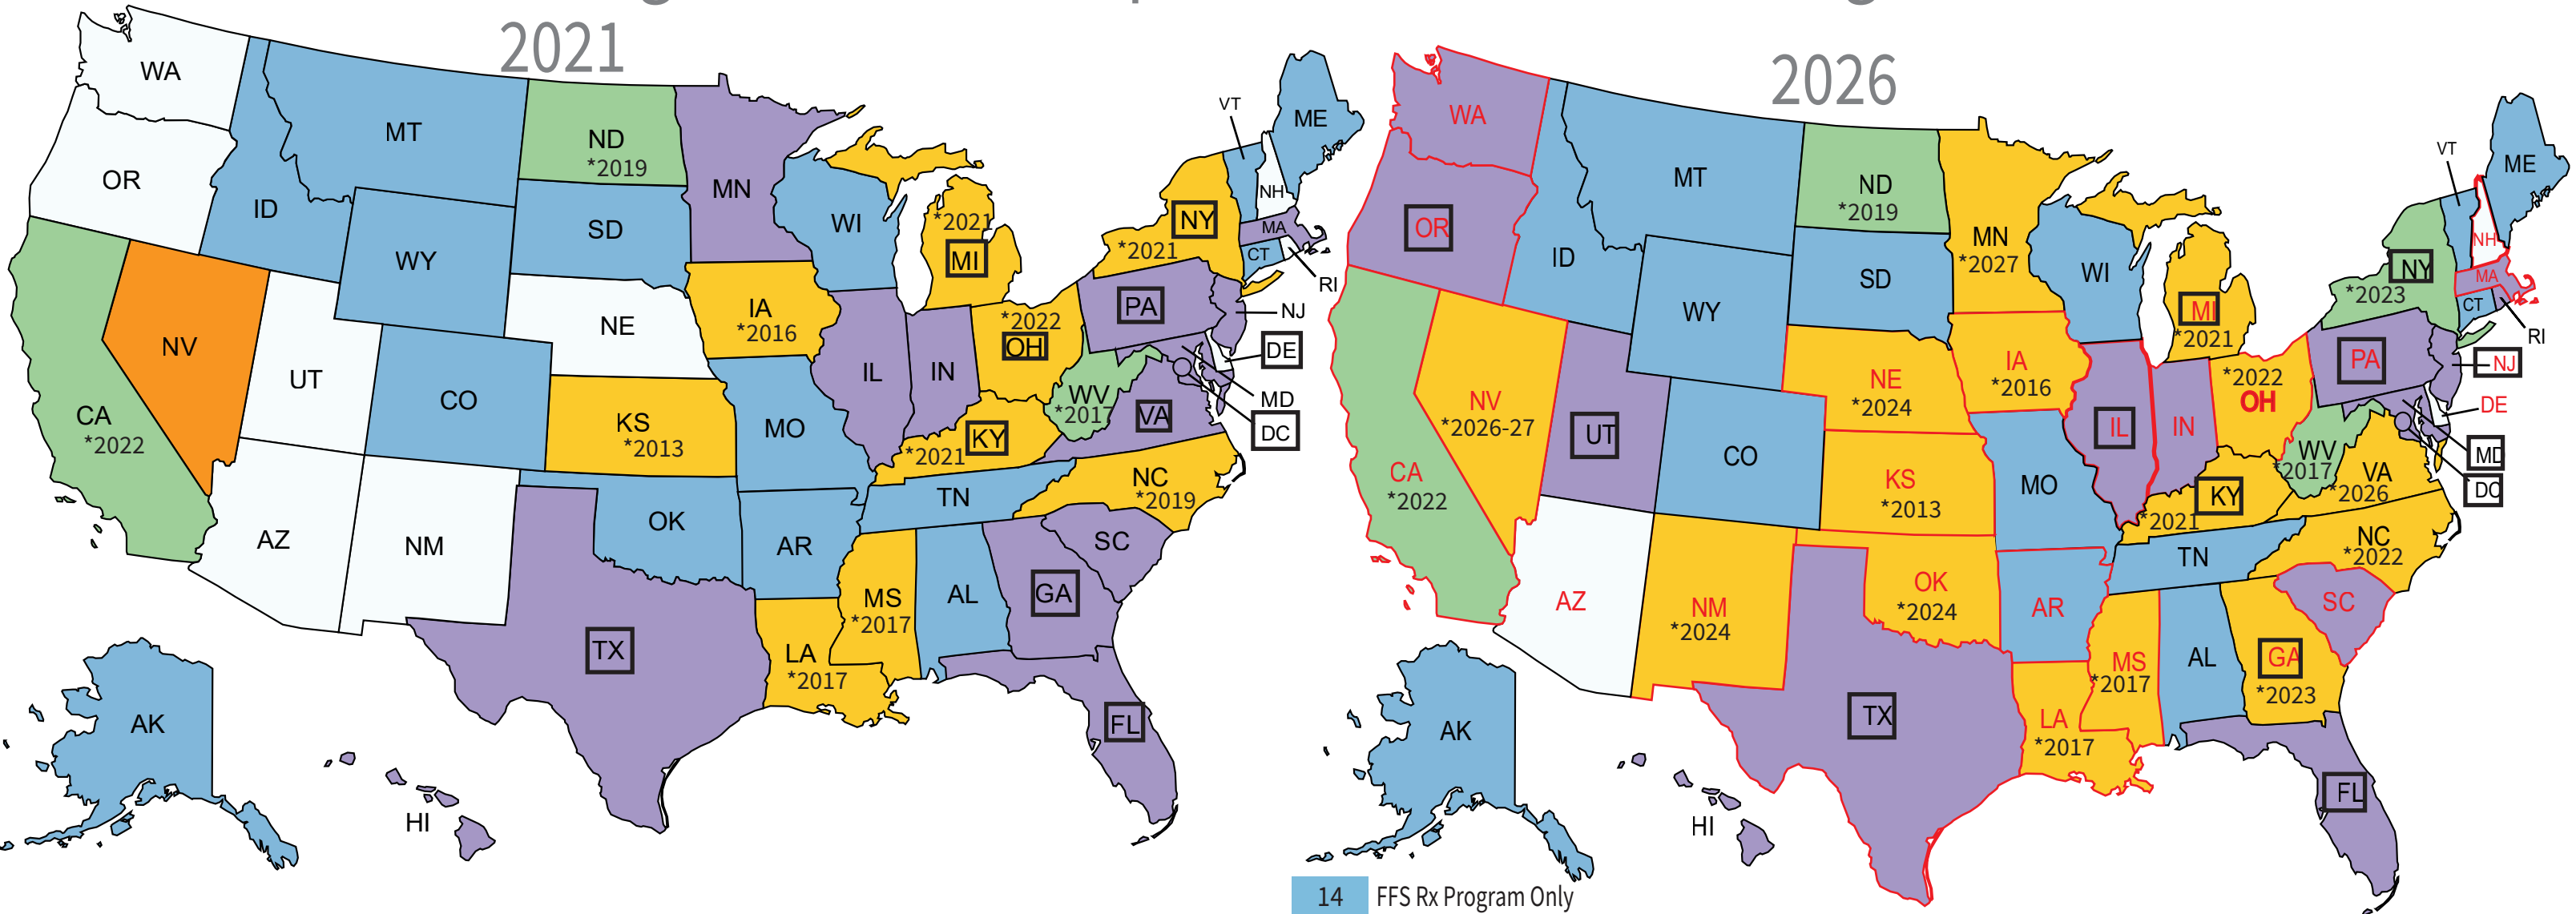 2021
WA
OR
CA
*2022
NV
ID
MT
WY
UT
AZ
CO
NM
ND
*2019
SD
NE
KS
*2013
OK
TX
MN
IA
*2016
MO
AR
LA
*2017
WI
IL
MS
*2017
*2021
MI
IN
*2022
OH
KY
*2021
TN
AL
GA
FL
SC
NC
*2019
VA
WV
*2017
PA
NY
*2021
VT
NH
ME
MA
CT
RI
NJ
DE
MD
DC
AK
HI
2026
WA
OR
CA
*2022
NV
*2026-27
ID
MT
WY
UT
AZ
CO
NM
*2024
ND
*2019
SD
NE
*2024
KS
*2013
OK
*2024
TX
MN
*2027
IA
*2016
MO
AR
LA
*2017
WI
IL
MS
*2017
MI
*2021
IN
*2022
OH
KY
*2021
TN
AL
GA
*2023
FL
SC
NC
*2022
VA
*2026
WV
*2017
PA
NY
*2023
VT
NH
ME
MA
CT
RI
NJ
DE
MD
DC
AK
HI
14 FFS Rx Program Only